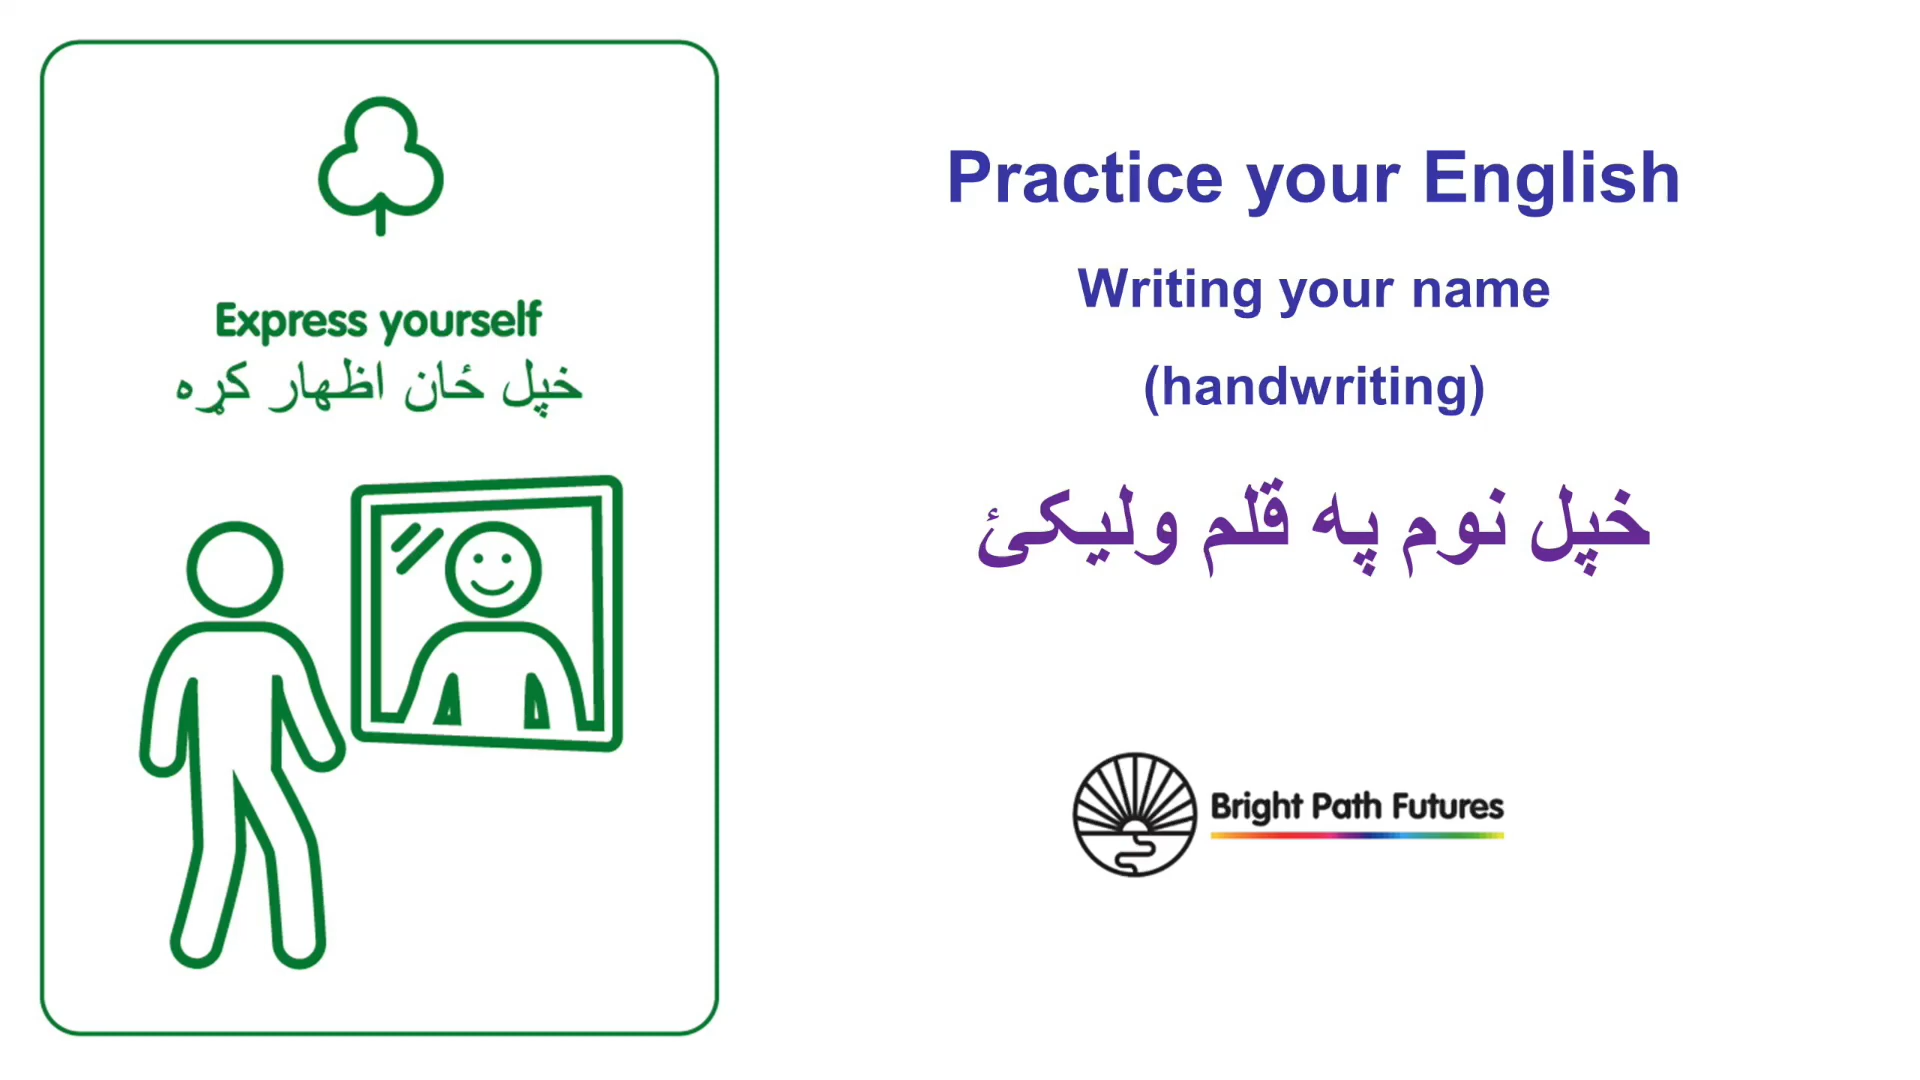 Express yourself
خپل ځان اظهار کړه
Practice your English
Writing your name
(handwriting)
خپل نوم په قلم ولیکئ
Bright Path Futures